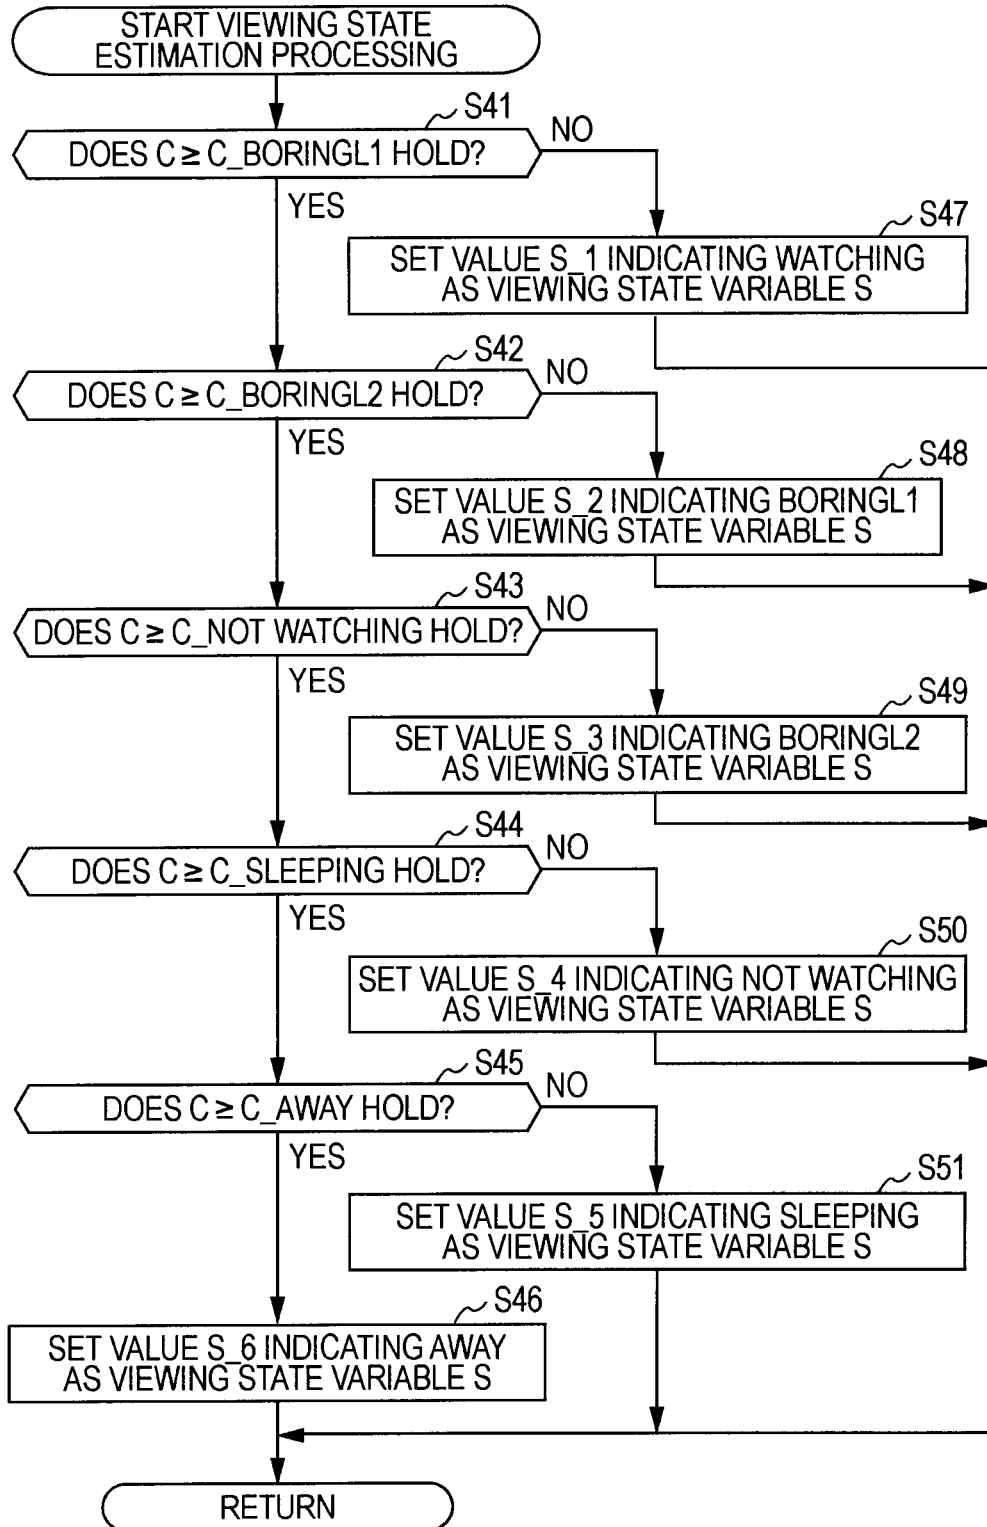 START VIEWING STATE
ESTIMATION PROCESSING
S41
DOES C ≥ C_BORINGL1 HOLD?
NO
YES
S47
SET VALUE S_1 INDICATING WATCHING
AS VIEWING STATE VARIABLE S
S42
DOES C ≥ C_BORINGL2 HOLD?
NO
YES
S48
SET VALUE S_2 INDICATING BORINGL1
AS VIEWING STATE VARIABLE S
S43
DOES C ≥ C_NOT WATCHING HOLD?
NO
YES
S49
SET VALUE S_3 INDICATING BORINGL2
AS VIEWING STATE VARIABLE S
S44
DOES C ≥ C_SLEEPING HOLD?
NO
YES
S50
SET VALUE S_4 INDICATING NOT WATCHING
AS VIEWING STATE VARIABLE S
S45
DOES C ≥ C_AWAY HOLD?
NO
YES
S51
SET VALUE S_5 INDICATING SLEEPING
AS VIEWING STATE VARIABLE S
S46
SET VALUE S_6 INDICATING AWAY
AS VIEWING STATE VARIABLE S
RETURN